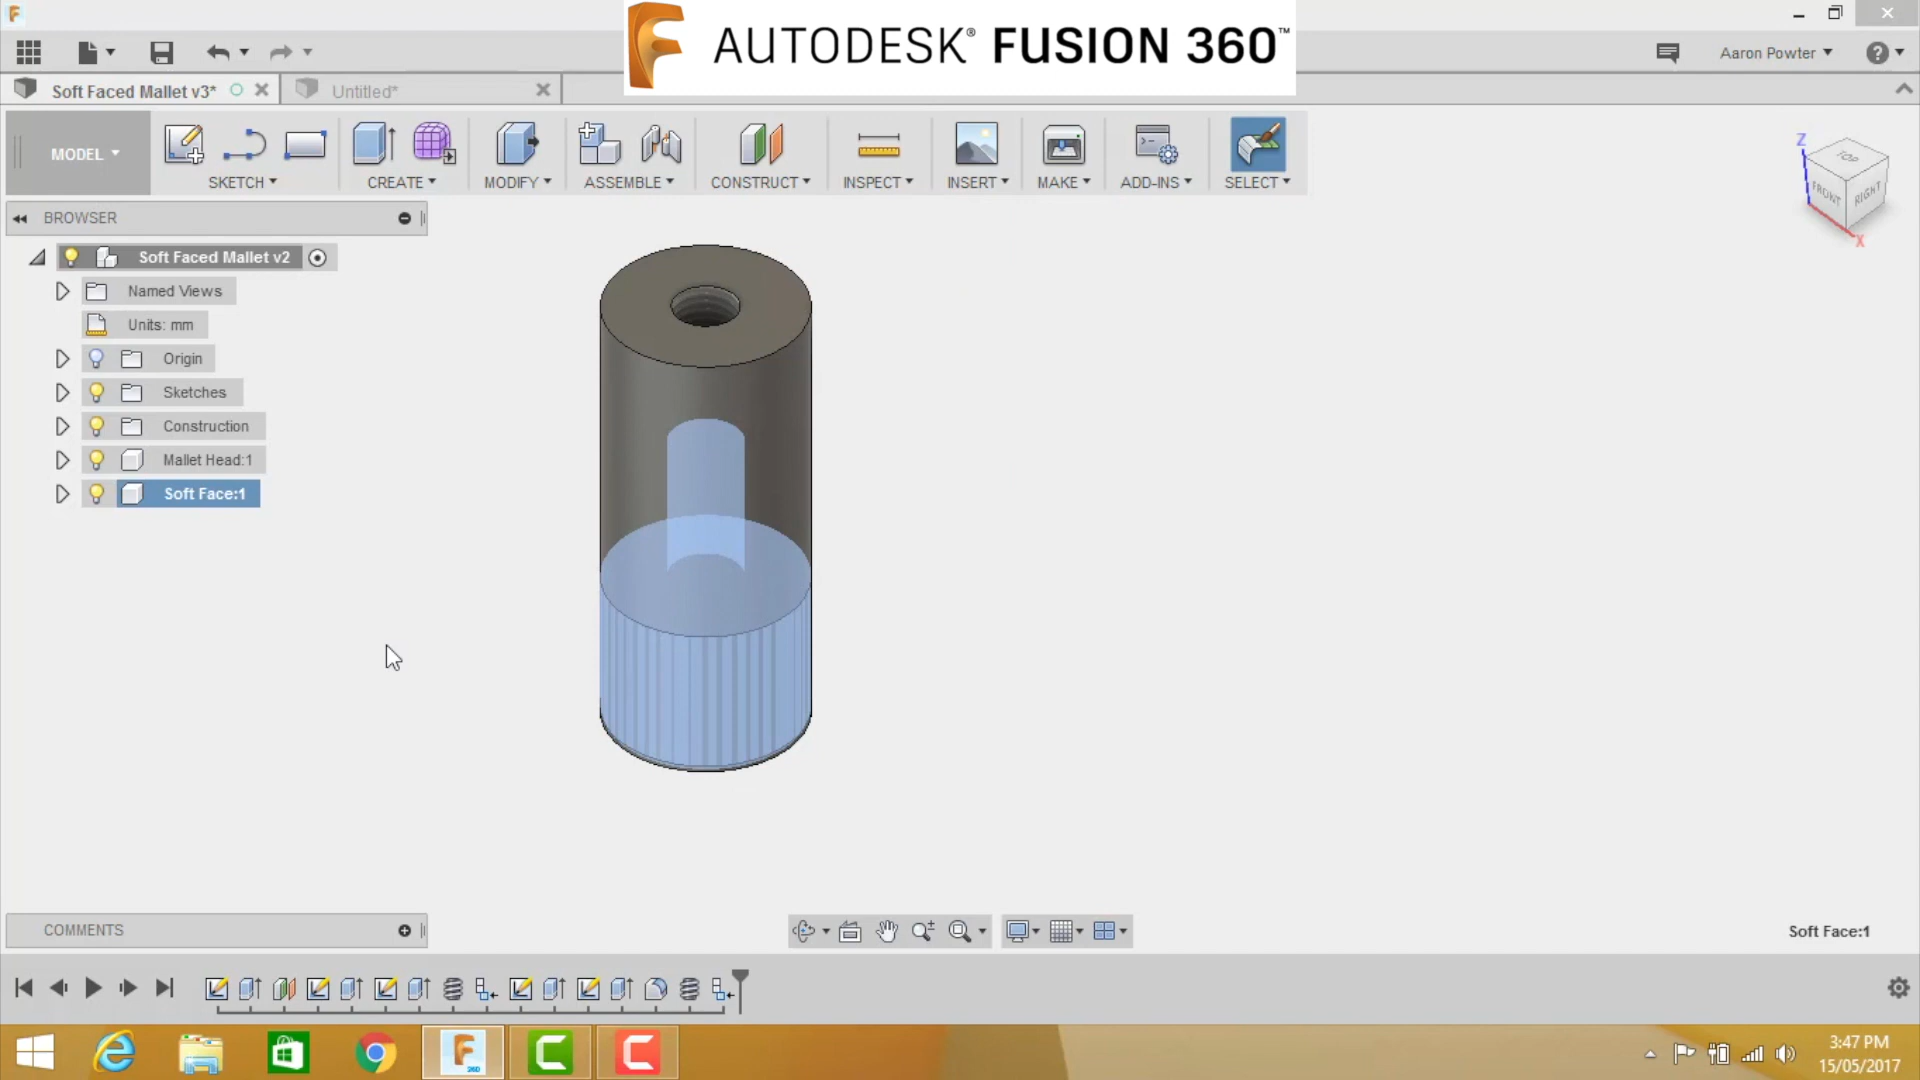 AUTODESK® FUSION 360™
Aaron Powter
Soft Faced Mallet v3*
Untitled*
MODEL
SKETCH
CREATE
MODIFY
ASSEMBLE
CONSTRUCT
INSPECT
INSERT
MAKE
ADD-INS
SELECT
Z
TOP
FRONT
RIGHT
X
BROWSER
Soft Faced Mallet v2
Named Views
Units: mm
Origin
Sketches
Construction
Mallet Head:1
Soft Face:1
COMMENTS
Soft Face:1
360
3:47 PM
15/05/2017